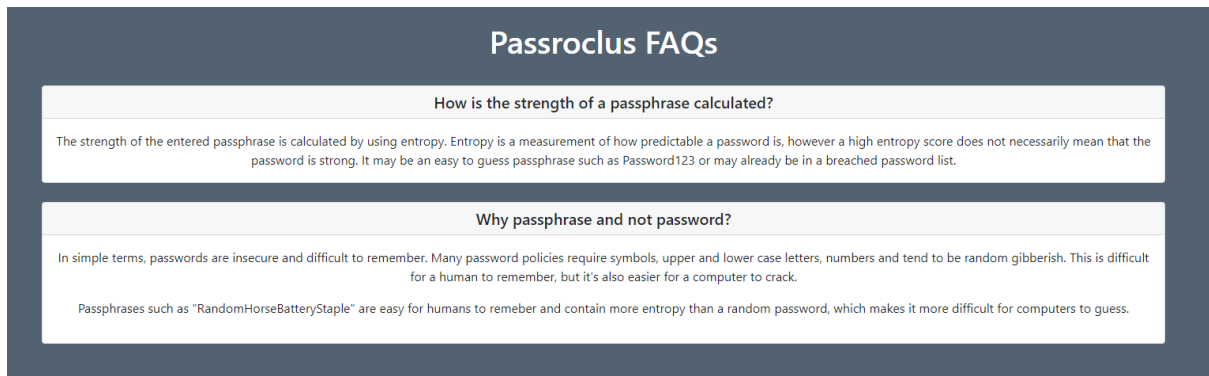 Passroclus FAQs
How is the strength of a passphrase calculated?
The strength of the entered passphrase is calculated by using entropy. Entropy is a measurement of how predictable a password is, however a high entropy score does not necessarily mean that the
password is strong. It may be an easy to guess passphrase such as Password123 or may already be in a breached password list.
Why passphrase and not password?
In simple terms, passwords are insecure and difficult to remember. Many password policies require symbols, upper and lower case letters, numbers and tend to be random gibberish. This is difficult
for a human to remember, but it's also easier for a computer to crack.
Passphrases such as "RandomHorseBatteryStaple" are easy for humans to remeber and contain more entropy than a random password, which makes it more difficult for computers to guess.